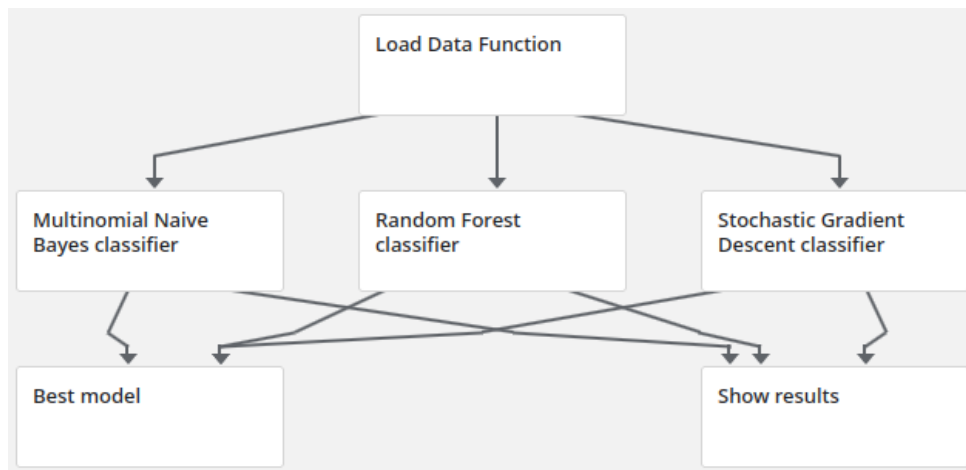 Load Data Function
Multinomial Naive
Bayes classifier
Random Forest
classifier
Stochastic Gradient
Descent classifier
Best model
Show results